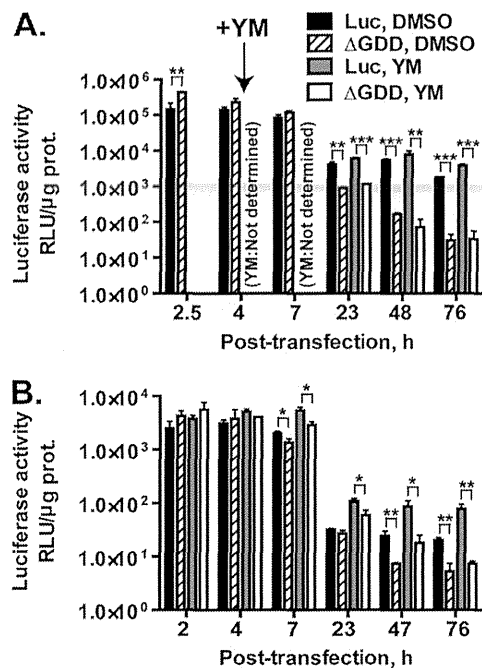 A.
+YM
Luc, DMSO
ΔGDD, DMSO
Luc, YM
ΔGDD, YM
Luciferase activity
RLU/µg prot.
1.0×10⁶
1.0×10⁵
1.0×10⁴
1.0×10³
1.0×10²
1.0×10¹
1.0×10⁰
**
(YM:Not determined)
(YM:Not determined)
** ***
*** **
*** ***
2.5 4 7 23 48 76
Post-transfection, h
B.
Luciferase activity
RLU/µg prot.
1.0×10⁴
1.0×10³
1.0×10²
1.0×10¹
1.0×10⁰
* *
*
** *
** **
2 4 7 23 47 76
Post-transfection, h